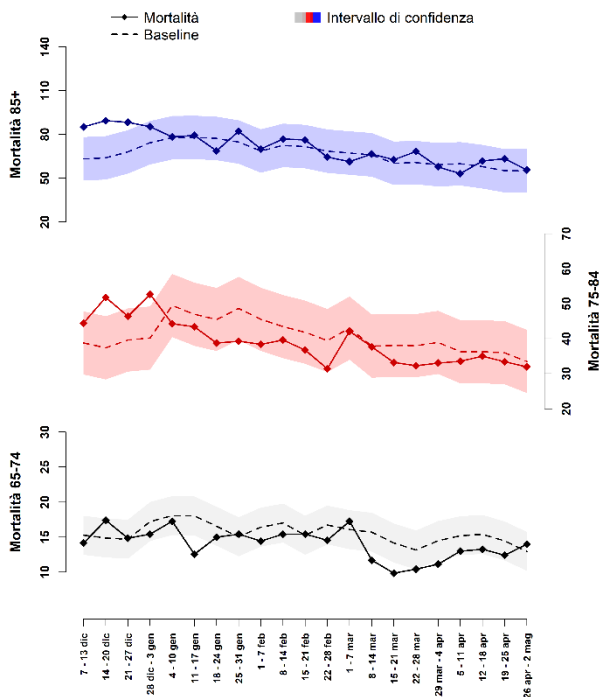 Mortalità
Intervallo di confidenza
Baseline
Mortalità 85+
140
110
80
50
20
Mortalità 75-84
70
60
50
40
30
20
Mortalità 65-74
30
25
20
15
10
7 - 13 dic
14 - 20 dic
21 - 27 dic
28 dic - 3 gen
4 - 10 gen
11 - 17 gen
18 - 24 gen
25 - 31 gen
1 - 7 feb
8 - 14 feb
15 - 21 feb
22 - 28 feb
1 - 7 mar
8 - 14 mar
15 - 21 mar
22 - 28 mar
29 mar - 4 apr
5 - 11 apr
12 - 18 apr
19 - 25 apr
26 apr - 2 mag